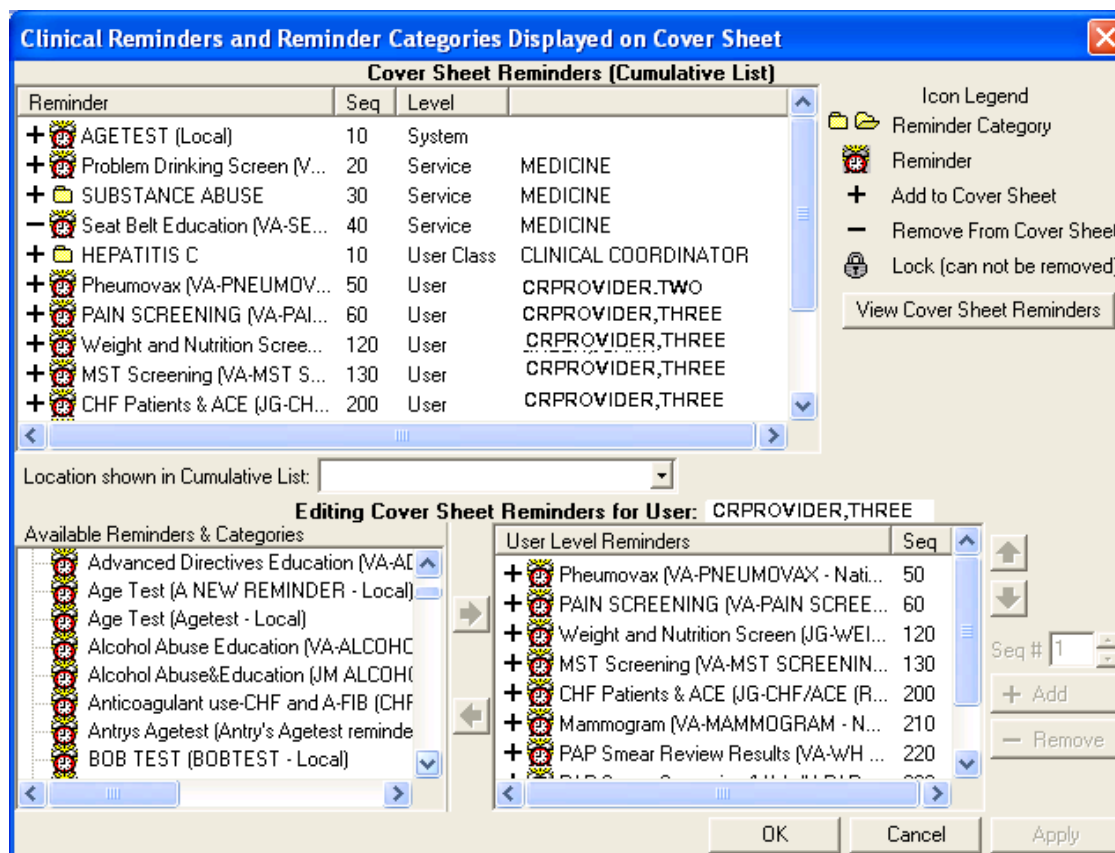 Clinical Reminders and Reminder Categories Displayed on Cover Sheet
Cover Sheet Reminders (Cumulative List)
Reminder Seq Level
AGETEST (Local) 10 System
Problem Drinking Screen (V... 20 Service MEDICINE
SUBSTANCE ABUSE 30 Service MEDICINE
Seat Belt Education (VA-SE... 40 Service MEDICINE
HEPATITIS C 10 User Class CLINICAL COORDINATOR
Pheumovax (VA-PNEUMOV... 50 User CRPROVIDER.TWO
PAIN SCREENING (VA-PAI... 60 User CRPROVIDER,THREE
Weight and Nutrition Scree... 120 User CRPROVIDER,THREE
MST Screening (VA-MST S... 130 User CRPROVIDER,THREE
CHF Patients & ACE (JG-CH... 200 User CRPROVIDER,THREE
Icon Legend
Reminder Category
Reminder
Add to Cover Sheet
Remove From Cover Sheet
Lock (can not be removed)
View Cover Sheet Reminders
Location shown in Cumulative List:
Editing Cover Sheet Reminders for User: CRPROVIDER,THREE
Available Reminders & Categories
Advanced Directives Education (VA-AD
Age Test (A NEW REMINDER - Local)
Age Test (Agetest - Local)
Alcohol Abuse Education (VA-ALCOHO
Alcohol Abuse&Education (JM ALCOHO
Anticoagulant use-CHF and A-FIB (CHF
Antrys Agetest (Antry's Agetest reminde
BOB TEST (BOBTEST - Local)
User Level Reminders Seq
Pheumovax (VA-PNEUMOVAX - Nati... 50
PAIN SCREENING (VA-PAIN SCREE... 60
Weight and Nutrition Screen (JG-WEI... 120
MST Screening (VA-MST SCREENIN... 130
CHF Patients & ACE (JG-CHF/ACE (R... 200
Mammogram (VA-MAMMOGRAM - N... 210
PAP Smear Review Results (VA-WH ... 220
Seq # 1
+ Add
− Remove
OK Cancel Apply